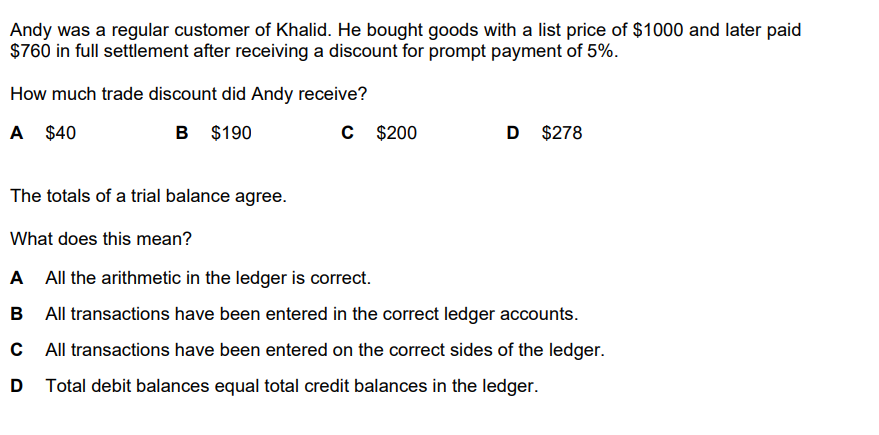 Andy was a regular customer of Khalid. He bought goods with a list price of $1000 and later paid
$760 in full settlement after receiving a discount for prompt payment of 5%.
How much trade discount did Andy receive?
A $40 B $190 C $200 D $278
The totals of a trial balance agree.
What does this mean?
A All the arithmetic in the ledger is correct.
B All transactions have been entered in the correct ledger accounts.
C All transactions have been entered on the correct sides of the ledger.
D Total debit balances equal total credit balances in the ledger.